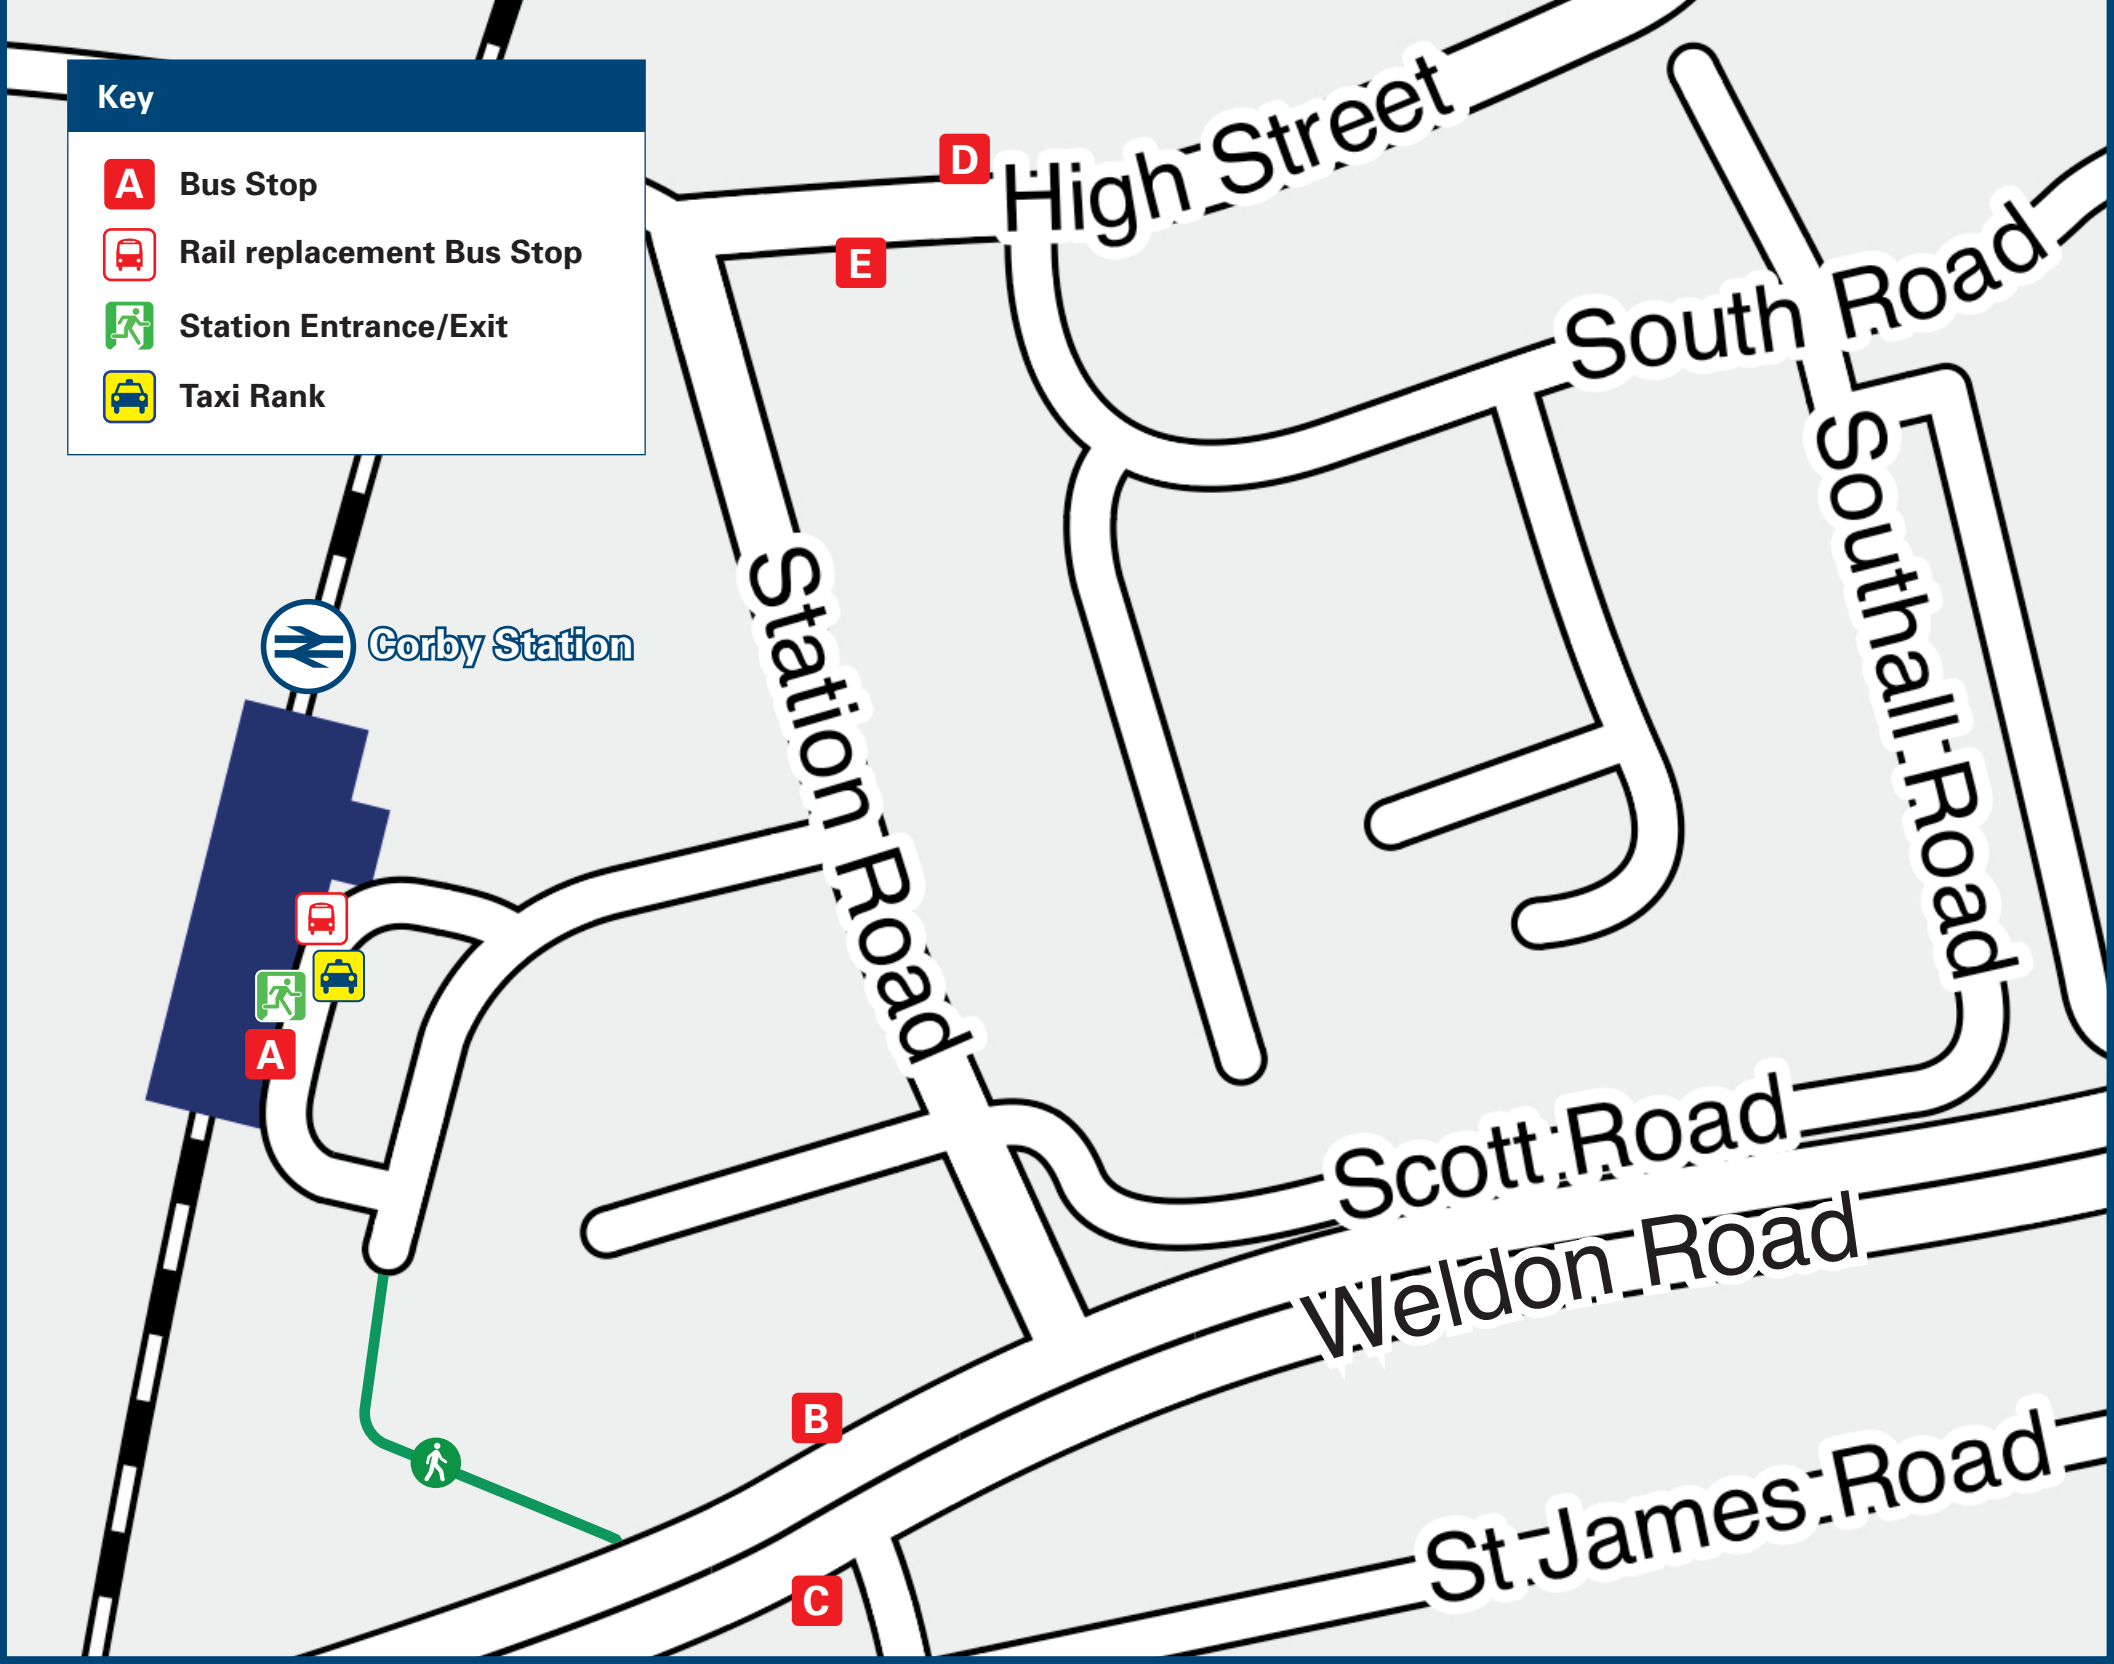 Key
A Bus Stop
Rail replacement Bus Stop
Station Entrance/Exit
Taxi Rank
D
High Street
E
South Road
Southall Road
Station Road
Corby Station
A
Scott Road
Weldon Road
B
St James Road
C